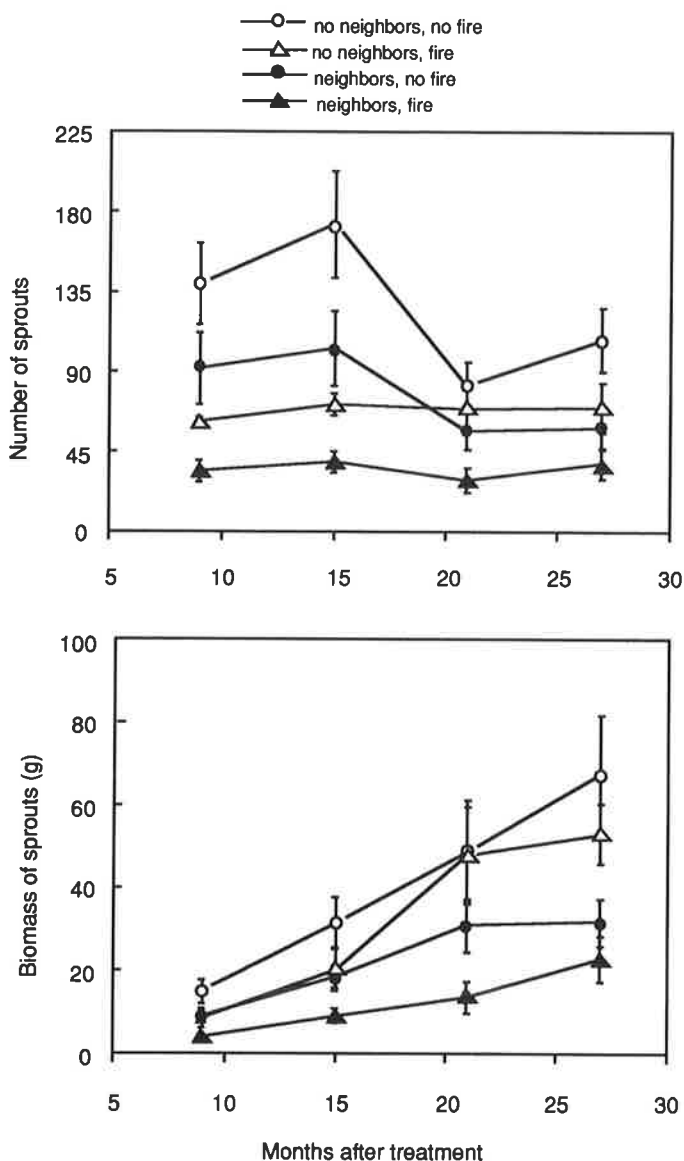 no neighbors, no fire
no neighbors, fire
neighbors, no fire
neighbors, fire
225
180
135
90
45
0
Number of sprouts
5 10 15 20 25 30
100
80
60
40
20
0
Biomass of sprouts (g)
5 10 15 20 25 30
Months after treatment